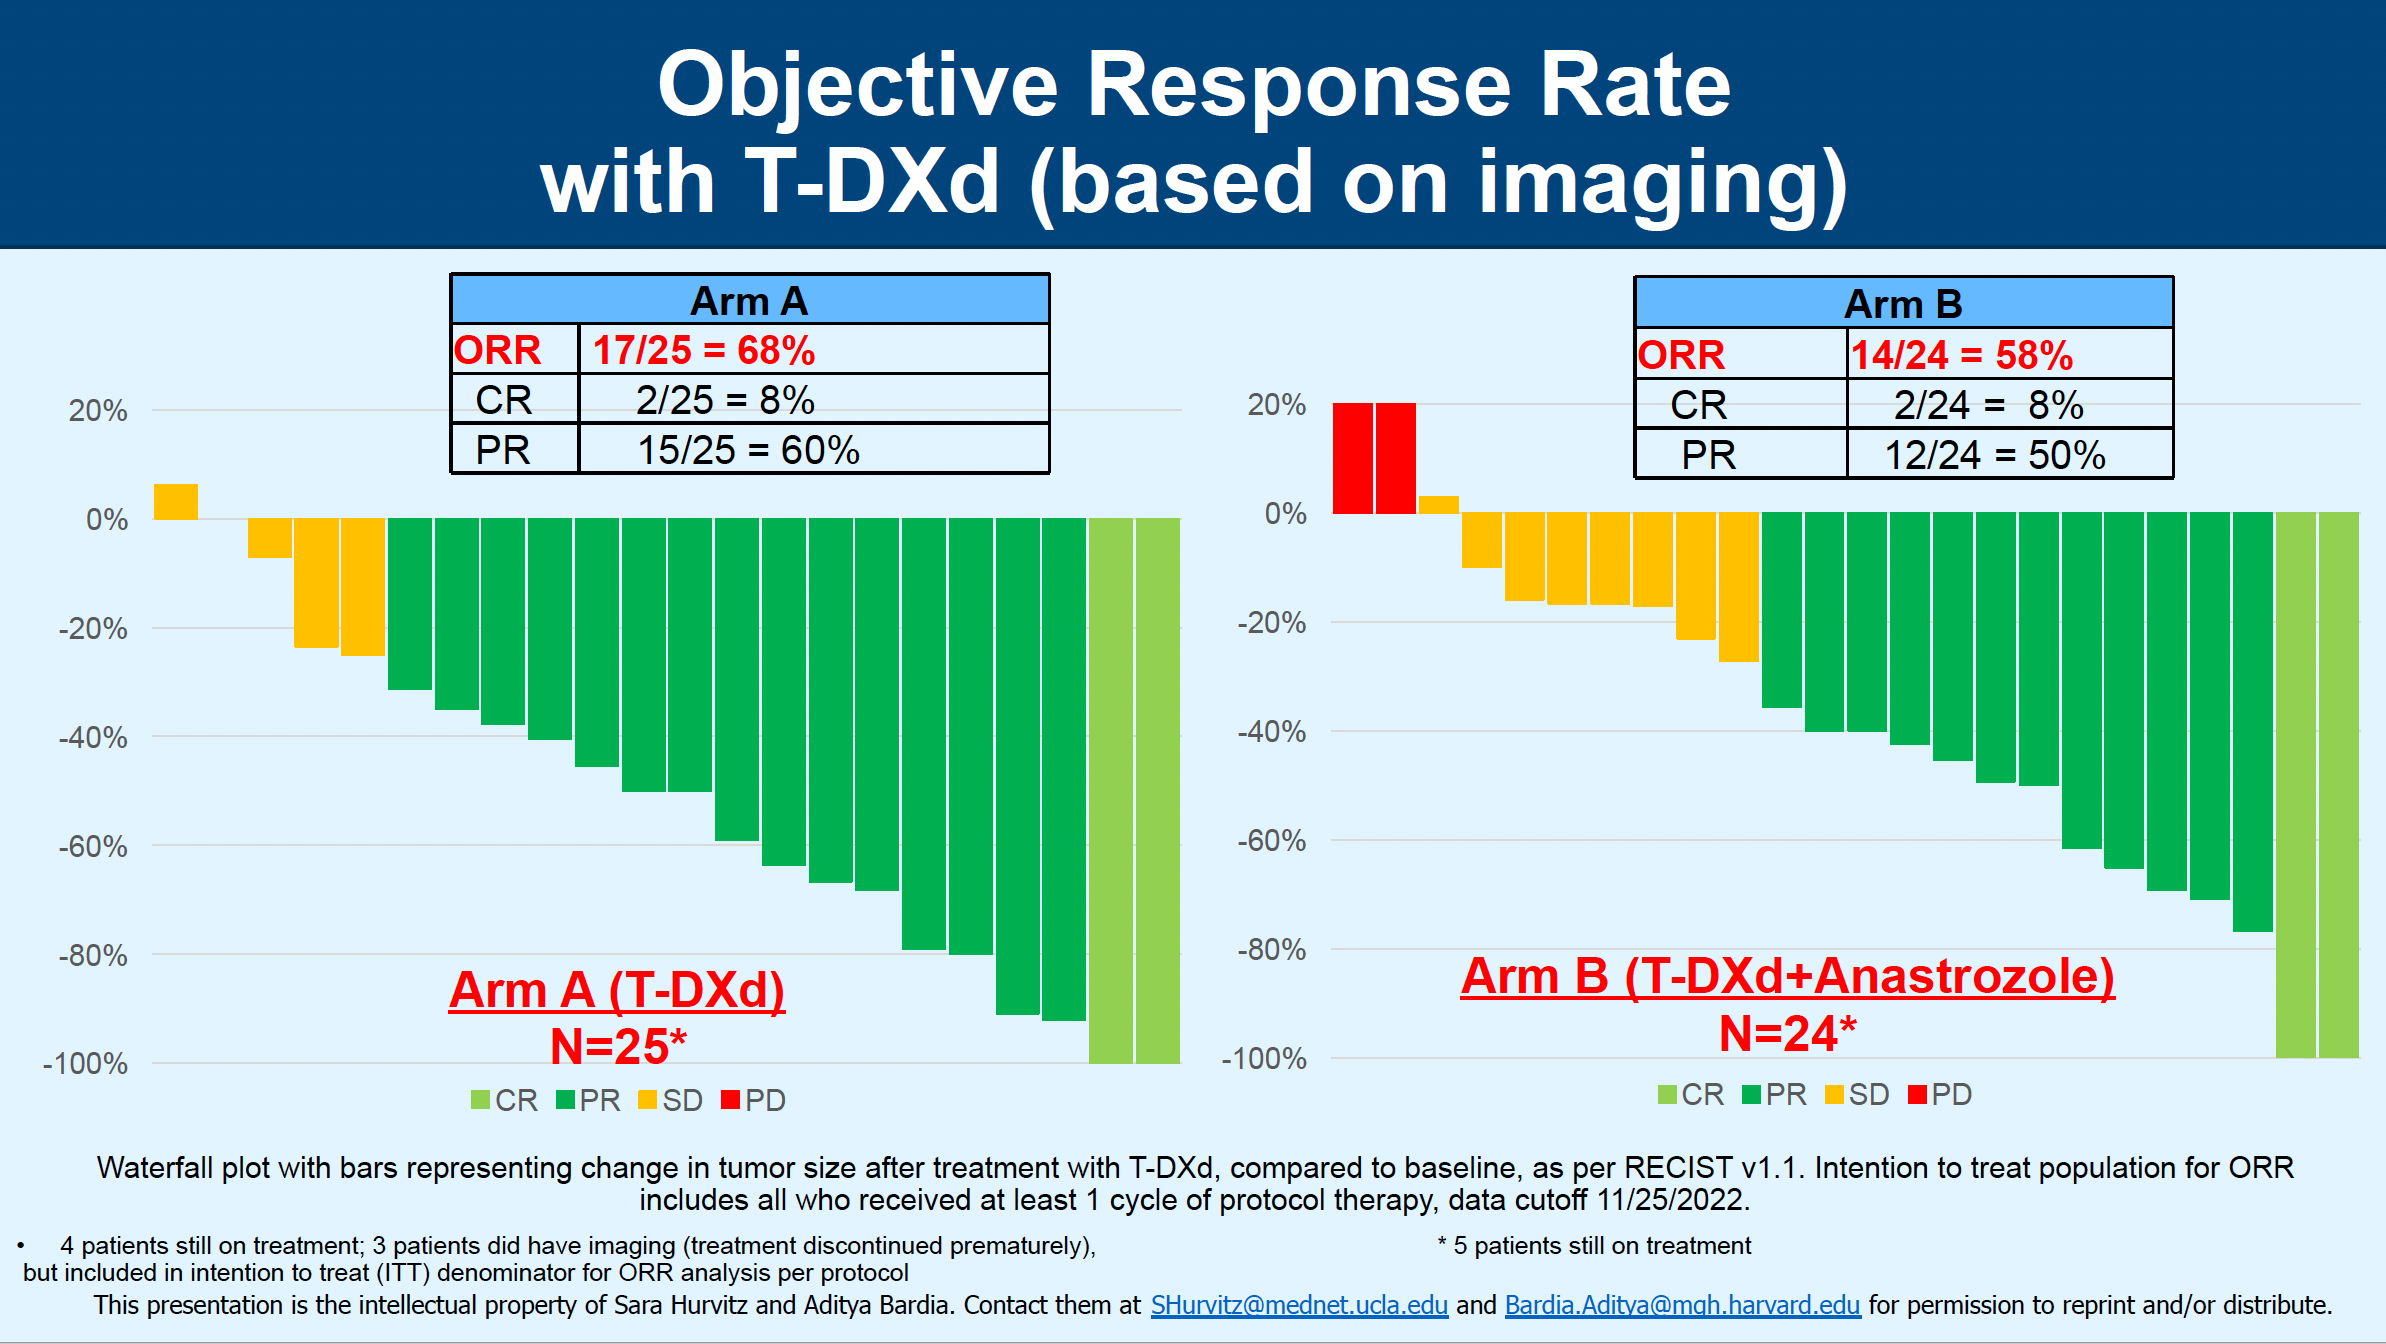 Objective Response Rate
with T-DXd (based on imaging)
Arm A
ORR 17/25 = 68%
CR 2/25 = 8%
PR 15/25 = 60%
20%
0%
-20%
-40%
-60%
-80%
-100%
Arm A (T-DXd)
N=25*
CR PR SD PD
Arm B
ORR 14/24 = 58%
CR 2/24 = 8%
PR 12/24 = 50%
20%
0%
-20%
-40%
-60%
-80%
-100%
Arm B (T-DXd+Anastrozole)
N=24*
CR PR SD PD
Waterfall plot with bars representing change in tumor size after treatment with T-DXd, compared to baseline, as per RECIST v1.1. Intention to treat population for ORR
includes all who received at least 1 cycle of protocol therapy, data cutoff 11/25/2022.
• 4 patients still on treatment; 3 patients did have imaging (treatment discontinued prematurely),
but included in intention to treat (ITT) denominator for ORR analysis per protocol
* 5 patients still on treatment
This presentation is the intellectual property of Sara Hurvitz and Aditya Bardia. Contact them at SHurvitz@mednet.ucla.edu and Bardia.Aditya@mgh.harvard.edu for permission to reprint and/or distribute.